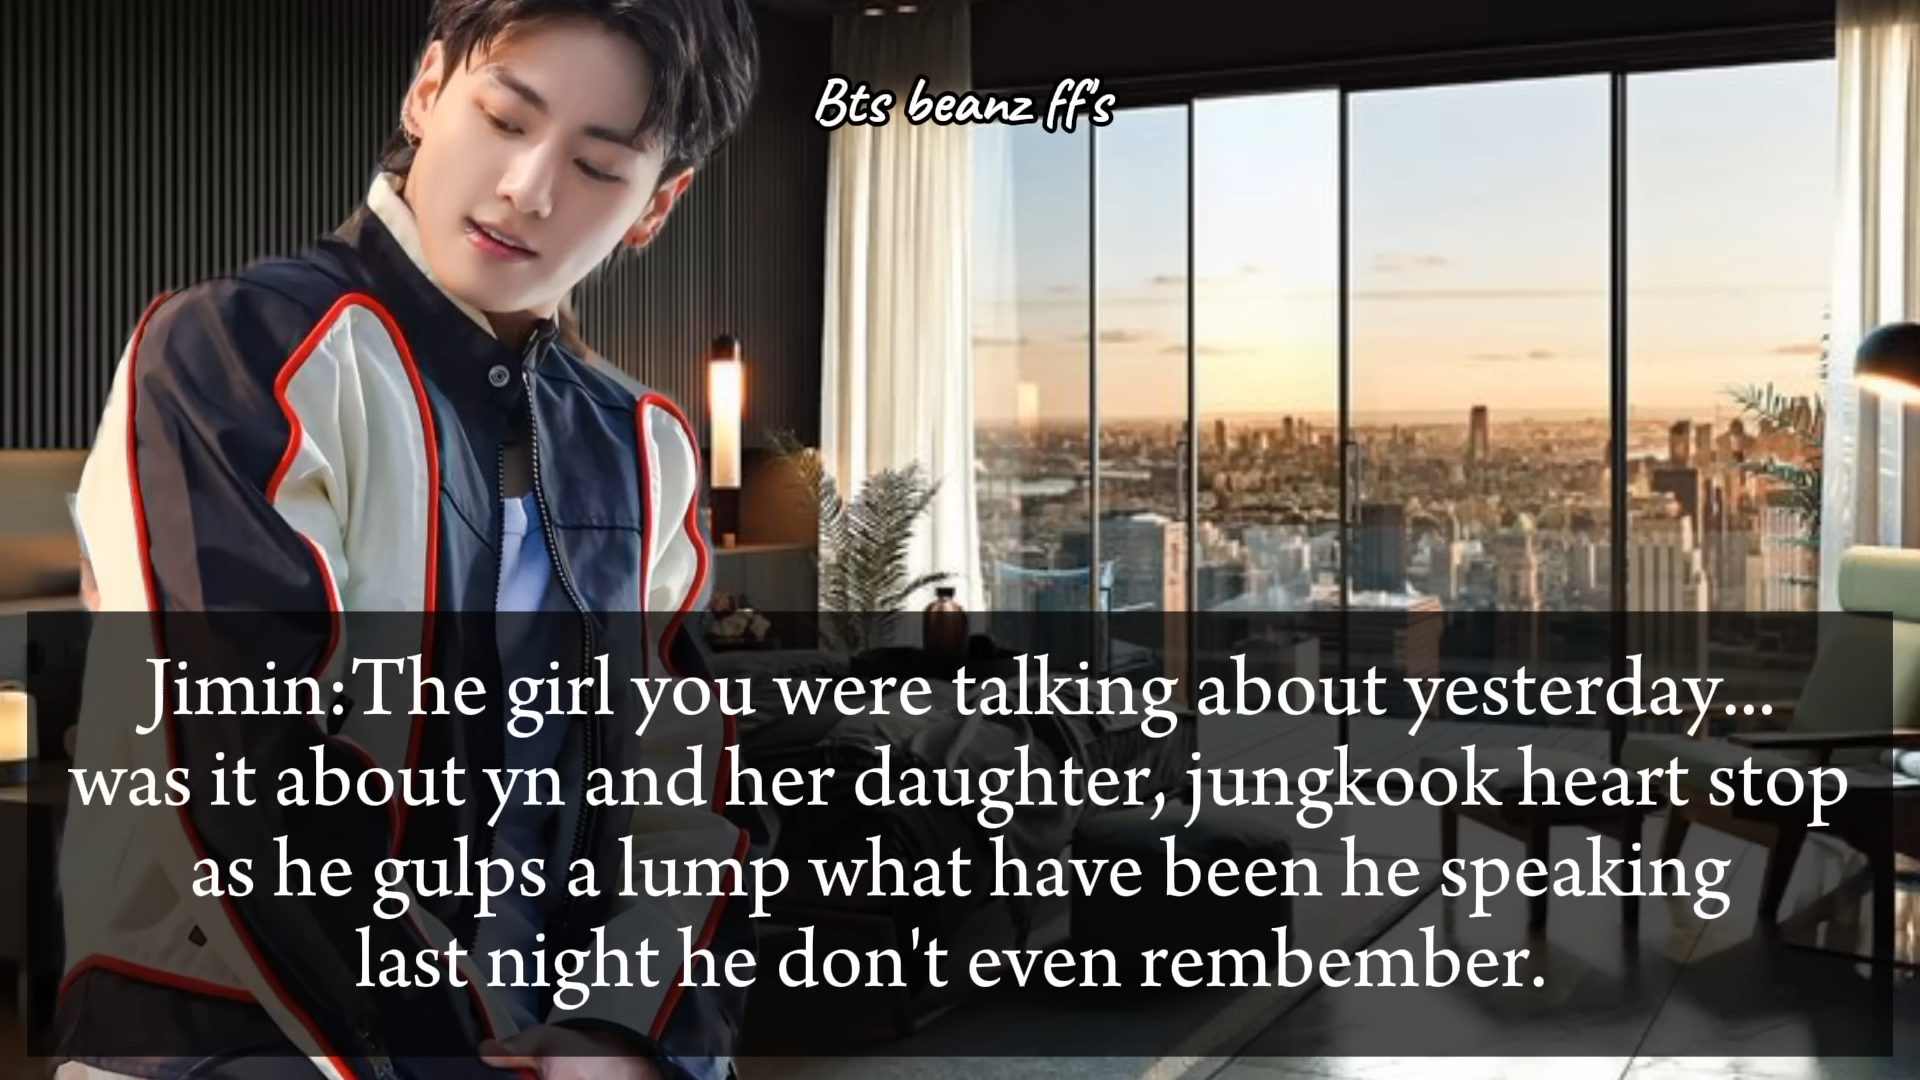 Bts beanz ff's
Jimin:The girl you were talking about yesterday...
was it about yn and her daughter, jungkook heart stop
as he gulps a lump what have been he speaking
last night he don't even rembember.